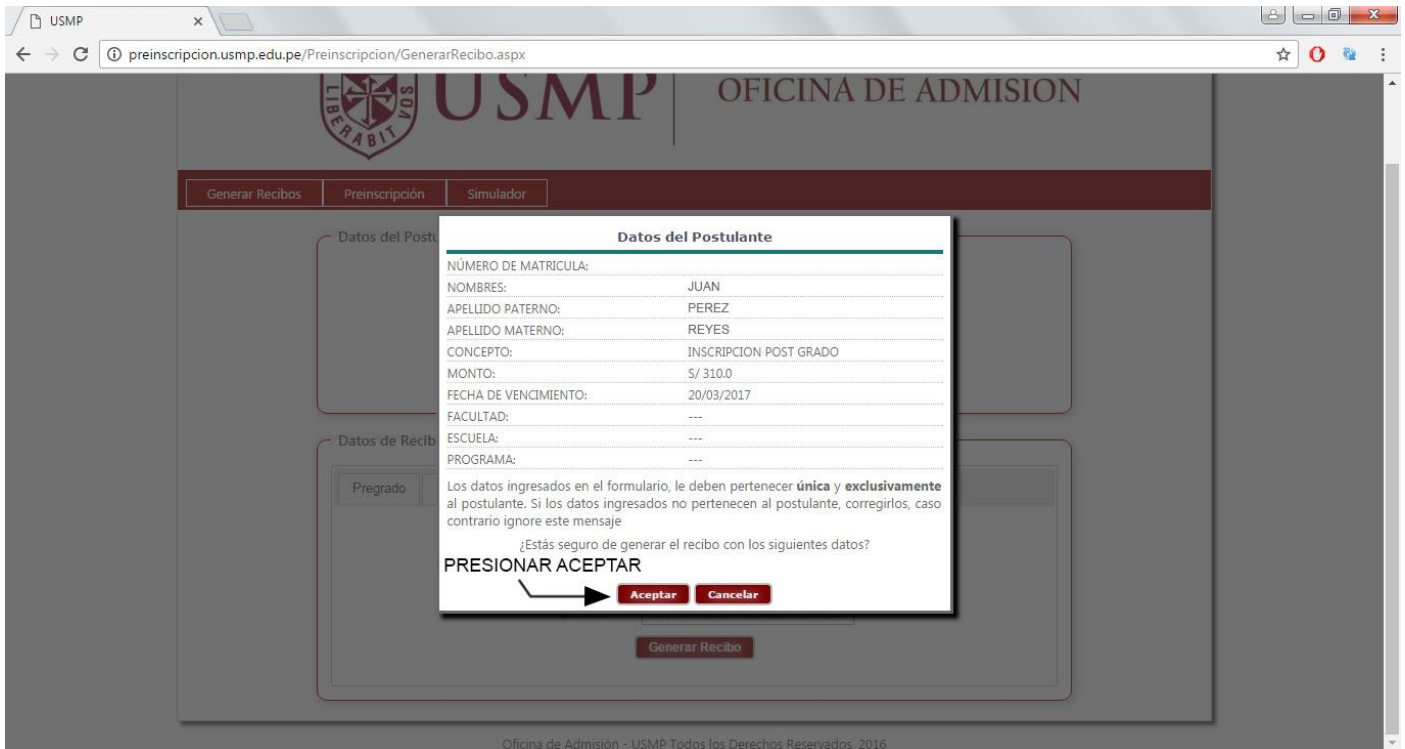 USMP
preinscripcion.usmp.edu.pe/Preinscripcion/GenerarRecibo.aspx
LIBERABIT VOS
USMP
OFICINA DE ADMISION
Generar Recibos Preinscripción Simulador
Datos del Postu
Datos del Postulante
NÚMERO DE MATRICULA:
NOMBRES: JUAN
APELLIDO PATERNO: PEREZ
APELLIDO MATERNO: REYES
CONCEPTO: INSCRIPCION POST GRADO
MONTO: S/ 310.0
FECHA DE VENCIMIENTO: 20/03/2017
FACULTAD: ---
Datos de Recib
ESCUELA: ---
PROGRAMA: ---
Pregrado
Los datos ingresados en el formulario, le deben pertenecer única y exclusivamente
al postulante. Si los datos ingresados no pertenecen al postulante, corregirlos, caso
contrario ignore este mensaje
¿Estás seguro de generar el recibo con los siguientes datos?
PRESIONAR ACEPTAR
Aceptar Cancelar
Generar Recibo
Oficina de Admisión - USMP Todos los Derechos Reservados 2016